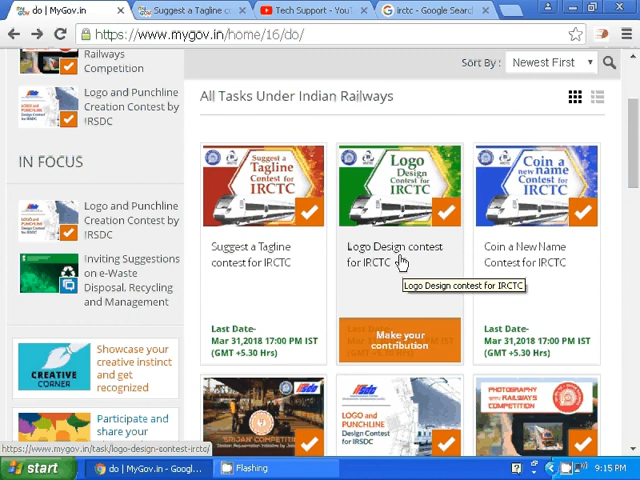 do | MyGov.in
Suggest a Tagline c
Tech Support - YouT
irctc - Google Searc
https://www.mygov.in/home/16/do/
Railways
Competition
Logo and Punchline
Creation Contest by
IRSDC
IN FOCUS
Logo and Punchline
Creation Contest by
IRSDC
Inviting Suggestions
on e-Waste
Disposal, Recycling
and Management
CREATIVE
CORNER
Showcase your
creative instinct
and get
recognized
Participate and
share your
Sort By :
Newest First
All Tasks Under Indian Railways
Suggest a
Tagline
Contest for
IRCTC
Suggest a Tagline
contest for IRCTC
Last Date-
Mar 31,2018 17:00 PM IST
(GMT +5.30 Hrs)
Logo
Design
Contest for
IRCTC
Logo Design contest
for IRCTC
Logo Design contest for IRCTC
Make your
contribution
Coin a
new name
Contest for
IRCTC
Coin a New Name
Contest for IRCTC
Last Date-
Mar 31,2018 17:00 PM IST
(GMT +5.30 Hrs)
SRIJAN COMPETITION
LOGO and
PUNCHLINE
DESIGN for
IRSDC
PHOTOGRAPHY
with RAILWAYS
COMPETITION
https://www.mygov.in/task/logo-design-contest-irctc/
start
do | MyGov.in - Googl...
Flashing
9:15 PM